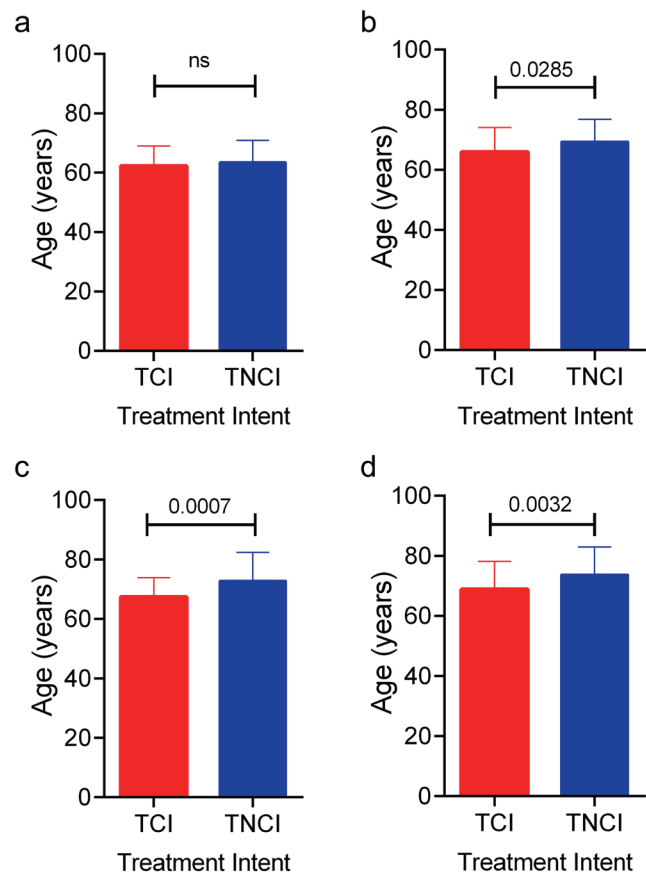 a
ns
100
80
60
40
20
0
Age (years)
TCI TNCI
Treatment Intent
b
0.0285
100
80
60
40
20
0
Age (years)
TCI TNCI
Treatment Intent
c
0.0007
100
80
60
40
20
0
Age (years)
TCI TNCI
Treatment Intent
d
0.0032
100
80
60
40
20
0
Age (years)
TCI TNCI
Treatment Intent